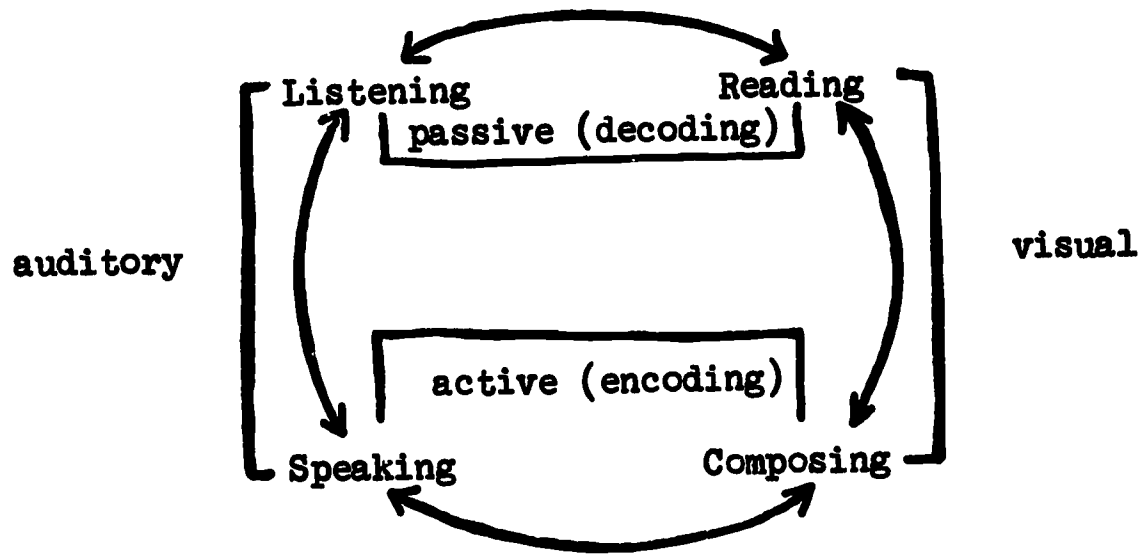 Listening
Reading
passive (decoding)
auditory
visual
active (encoding)
Speaking
Composing